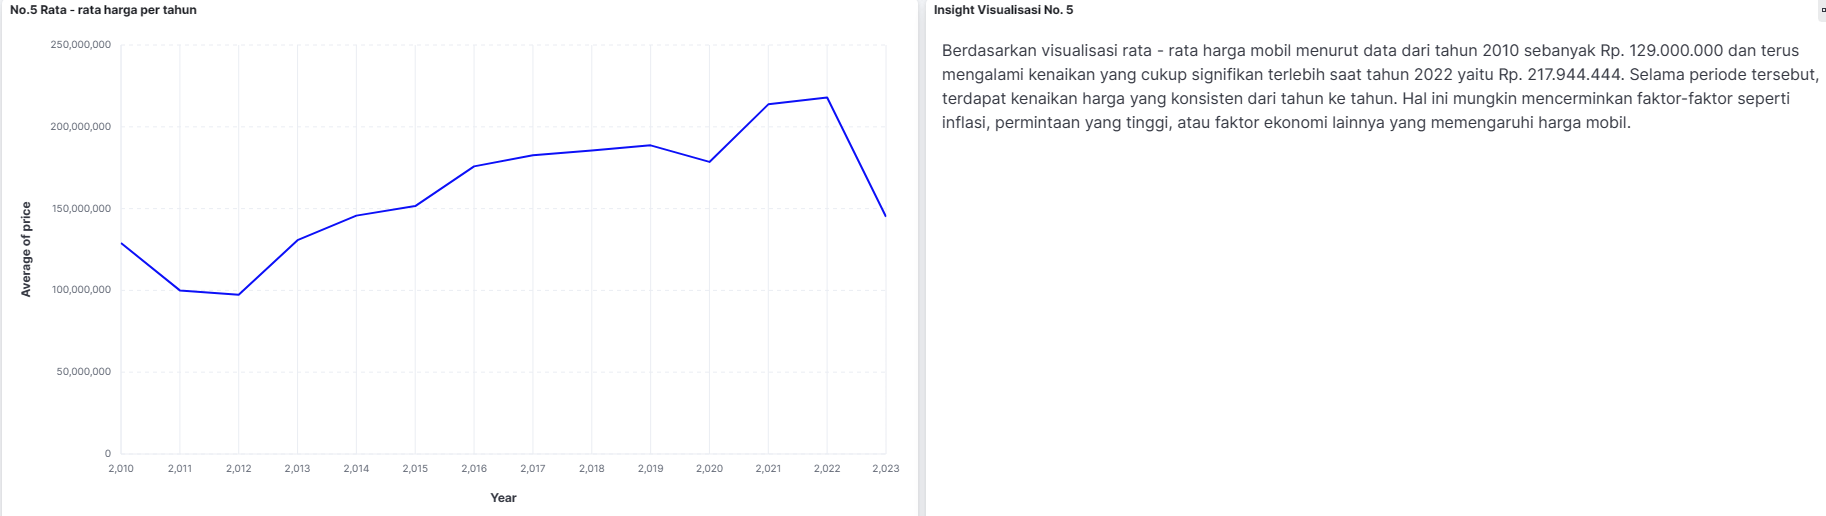 No.5 Rata - rata harga per tahun
250,000,000
200,000,000
150,000,000
100,000,000
50,000,000
0
Average of price
2,010 2,011 2,012 2,013 2,014 2,015 2,016 2,017 2,018 2,019 2,020 2,021 2,022 2,023
Year
Insight Visualisasi No. 5
Berdasarkan visualisasi rata - rata harga mobil menurut data dari tahun 2010 sebanyak Rp. 129.000.000 dan terus
mengalami kenaikan yang cukup signifikan terlebih saat tahun 2022 yaitu Rp. 217.944.444. Selama periode tersebut,
terdapat kenaikan harga yang konsisten dari tahun ke tahun. Hal ini mungkin mencerminkan faktor-faktor seperti
inflasi, permintaan yang tinggi, atau faktor ekonomi lainnya yang memengaruhi harga mobil.